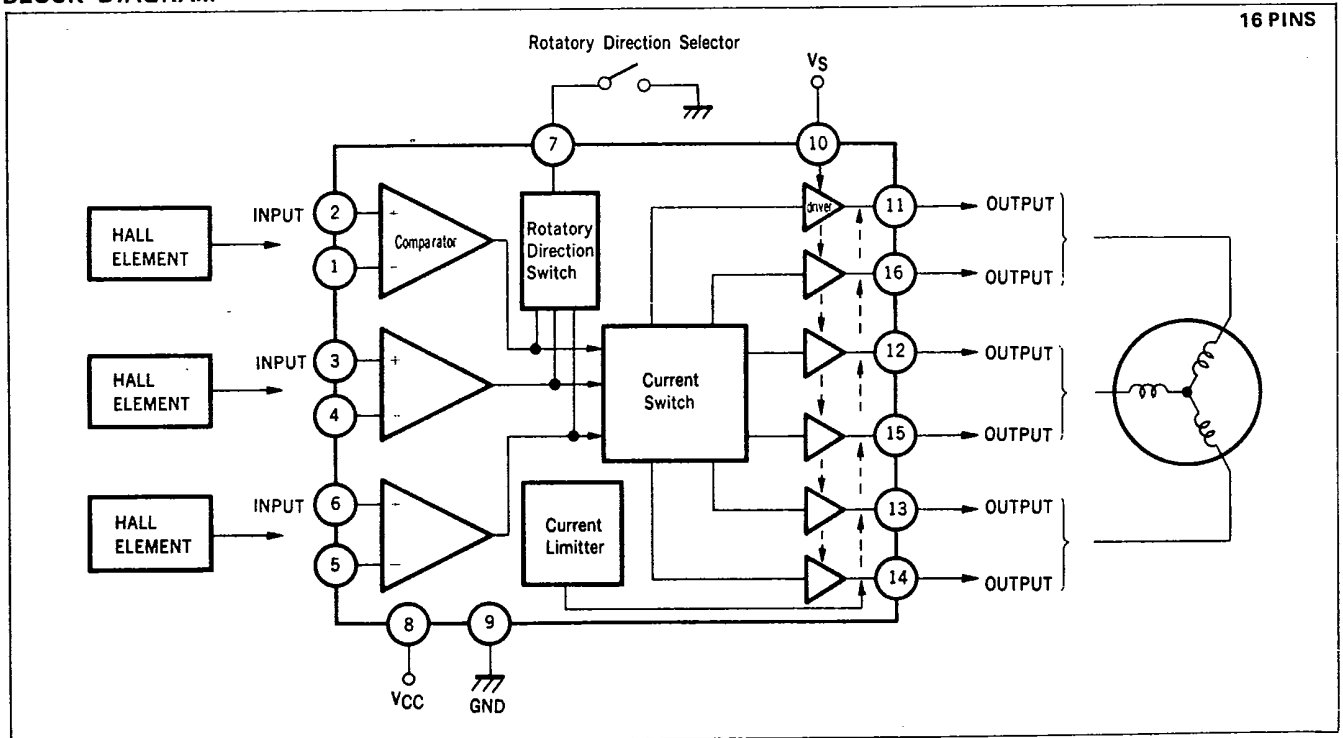 16 PINS
Rotatory Direction Selector
VS
7
10
HALL
ELEMENT
INPUT
2
+
Comparator
1
−
Rotatory
Direction
Switch
driver
11
OUTPUT
16
OUTPUT
HALL
ELEMENT
INPUT
3
+
4
−
Current
Switch
12
OUTPUT
15
OUTPUT
HALL
ELEMENT
INPUT
6
+
5
−
Current
Limitter
13
OUTPUT
14
OUTPUT
8
9
VCC
GND